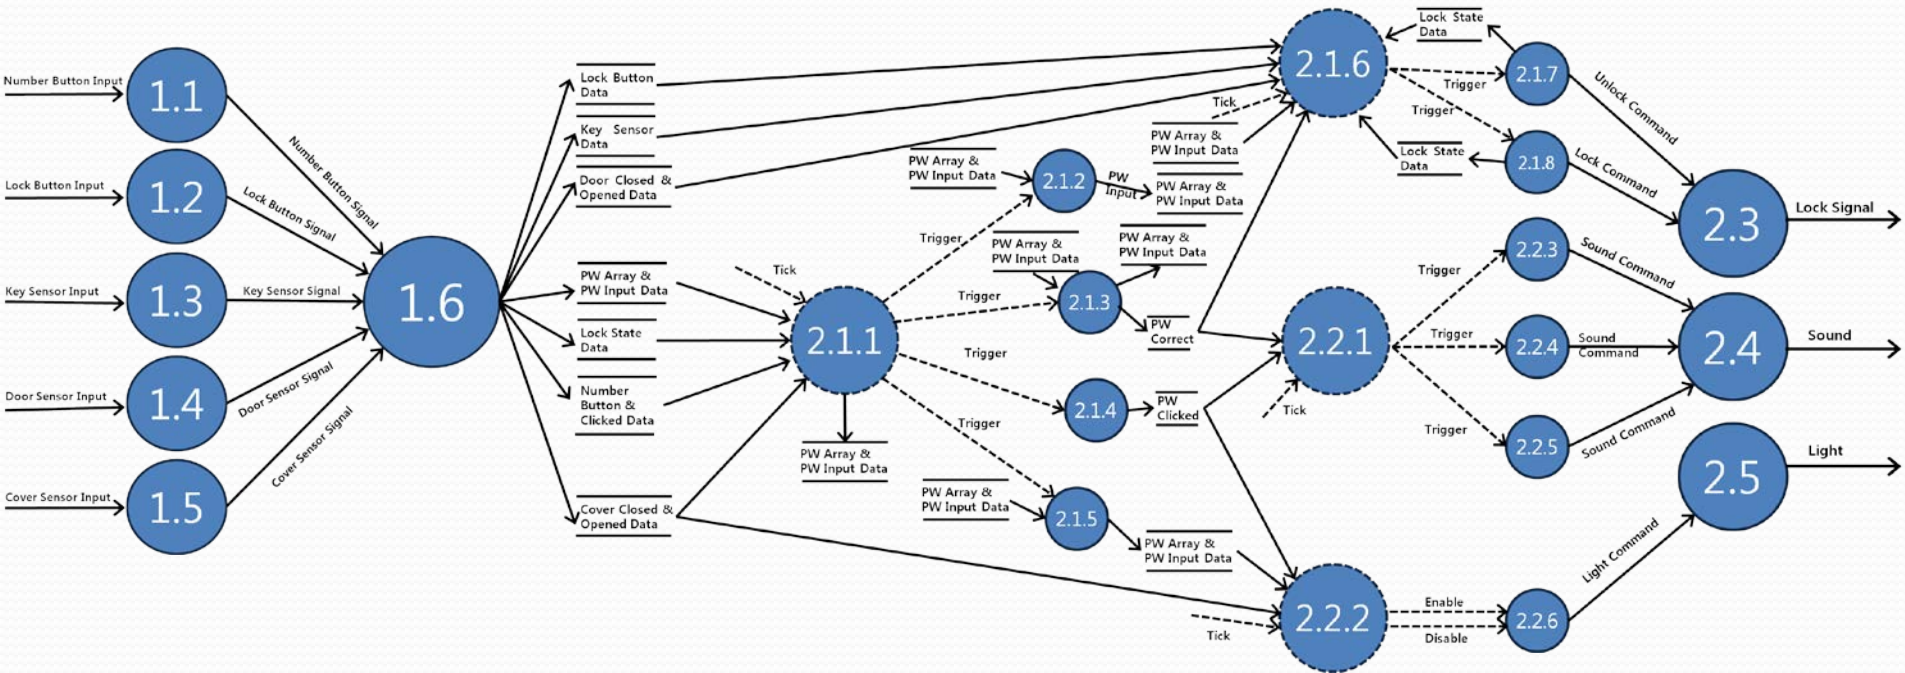 Number Button Input
1.1
Number Button Signal
Lock Button Input
1.2
Lock Button Signal
Key Sensor Input
1.3
Key Sensor Signal
Door Sensor Input
1.4
Door Sensor Signal
Cover Sensor Input
1.5
Cover Sensor Signal
1.6
Lock Button
Data
Key Sensor
Data
Door Closed &
Opened Data
PW Array &
PW Input Data
Lock State
Data
Number
Button &
Clicked Data
Cover Closed &
Opened Data
Tick
2.1.1
PW Array &
PW Input Data
Trigger
Trigger
Trigger
Trigger
PW Array &
PW Input Data
2.1.2
PW
Input
PW Array &
PW Input Data
PW Array &
PW Input Data
2.1.3
PW Array &
PW Input Data
PW
Correct
2.1.4
PW
Clicked
PW Array &
PW Input Data
2.1.5
PW Array &
PW Input Data
Tick
PW Array &
PW Input Data
2.1.6
Lock State
Data
Trigger
Trigger
2.1.7
Unlock Command
Lock State
Data
2.1.8
Lock Command
2.3
Lock Signal
2.2.1
Tick
Trigger
Trigger
Trigger
2.2.3
Sound Command
2.2.4
Sound
Command
2.2.5
Sound Command
2.4
Sound
2.5
Light
Tick
2.2.2
Enable
Disable
2.2.6
Light Command